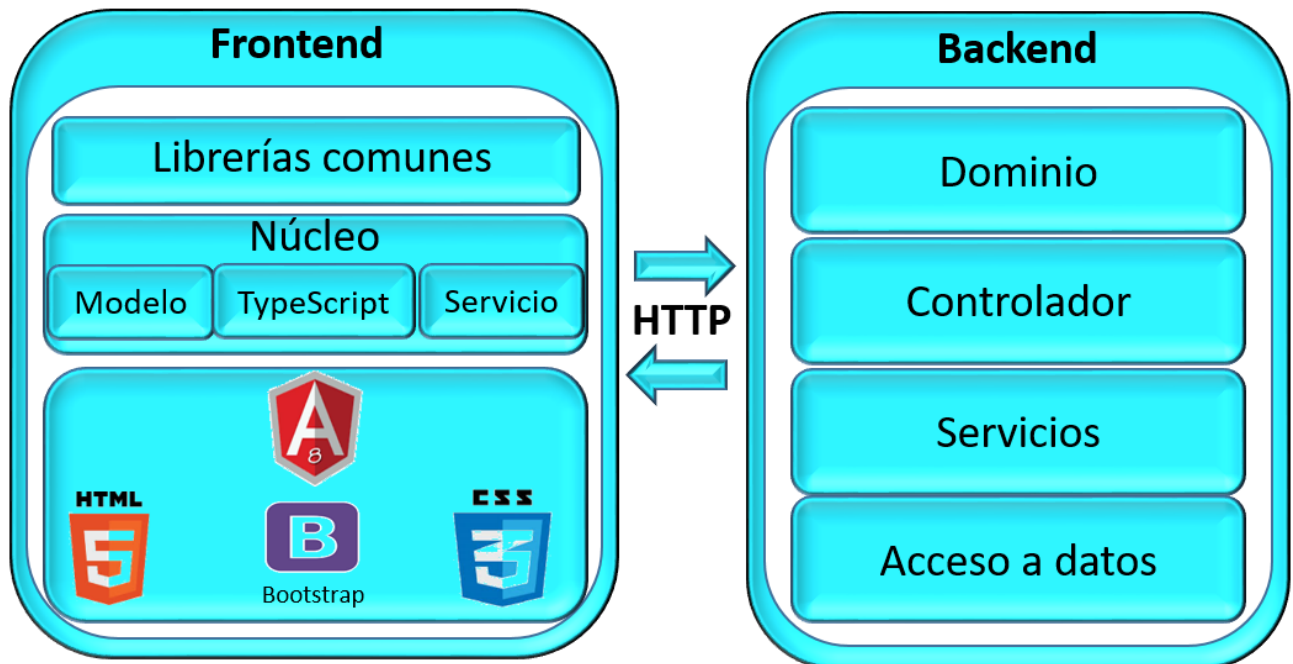 Frontend
Librerías comunes
Núcleo
Modelo
TypeScript
Servicio
A
8
HTML
5
B
Bootstrap
CSS
3
HTTP
Backend
Dominio
Controlador
Servicios
Acceso a datos